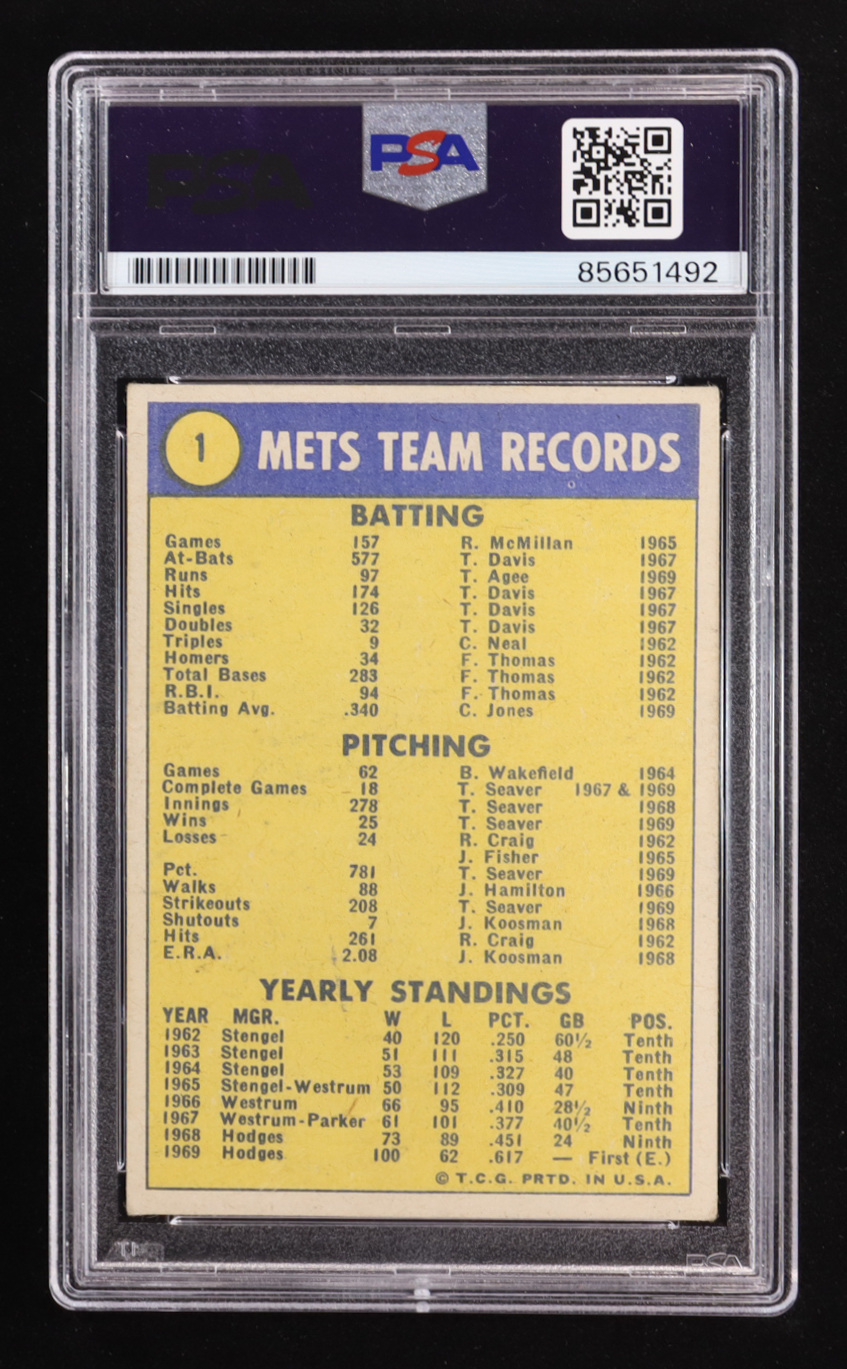 PSA
PSA
85651492
1 METS TEAM RECORDS
BATTING
Games 157 R. McMillan 1965
At-Bats 577 T. Davis 1967
Runs 97 T. Agee 1969
Hits 174 T. Davis 1967
Singles 126 T. Davis 1967
Doubles 32 T. Davis 1967
Triples 9 C. Neal 1962
Homers 34 F. Thomas 1962
Total Bases 283 F. Thomas 1962
R.B.I. 94 F. Thomas 1962
Batting Avg. .340 C. Jones 1969
PITCHING
Games 62 B. Wakefield 1964
Complete Games 18 T. Seaver 1967 & 1969
Innings 278 T. Seaver 1968
Wins 25 T. Seaver 1969
Losses 24 R. Craig 1962
J. Fisher 1965
Pct. 781 T. Seaver 1969
Walks 88 J. Hamilton 1966
Strikeouts 208 T. Seaver 1969
Shutouts 7 J. Koosman 1968
Hits 261 R. Craig 1962
E.R.A. 2.08 J. Koosman 1968
YEARLY STANDINGS
YEAR MGR. W L PCT. GB POS.
1962 Stengel 40 120 .250 60½ Tenth
1963 Stengel 51 111 .315 48 Tenth
1964 Stengel 53 109 .327 40 Tenth
1965 Stengel-Westrum 50 112 .309 47 Tenth
1966 Westrum 66 95 .410 28½ Ninth
1967 Westrum-Parker 61 101 .377 40½ Tenth
1968 Hodges 73 89 .451 24 Ninth
1969 Hodges 100 62 .617 — First (E.)
© T.C.G. PRTD. IN U.S.A.
PSA